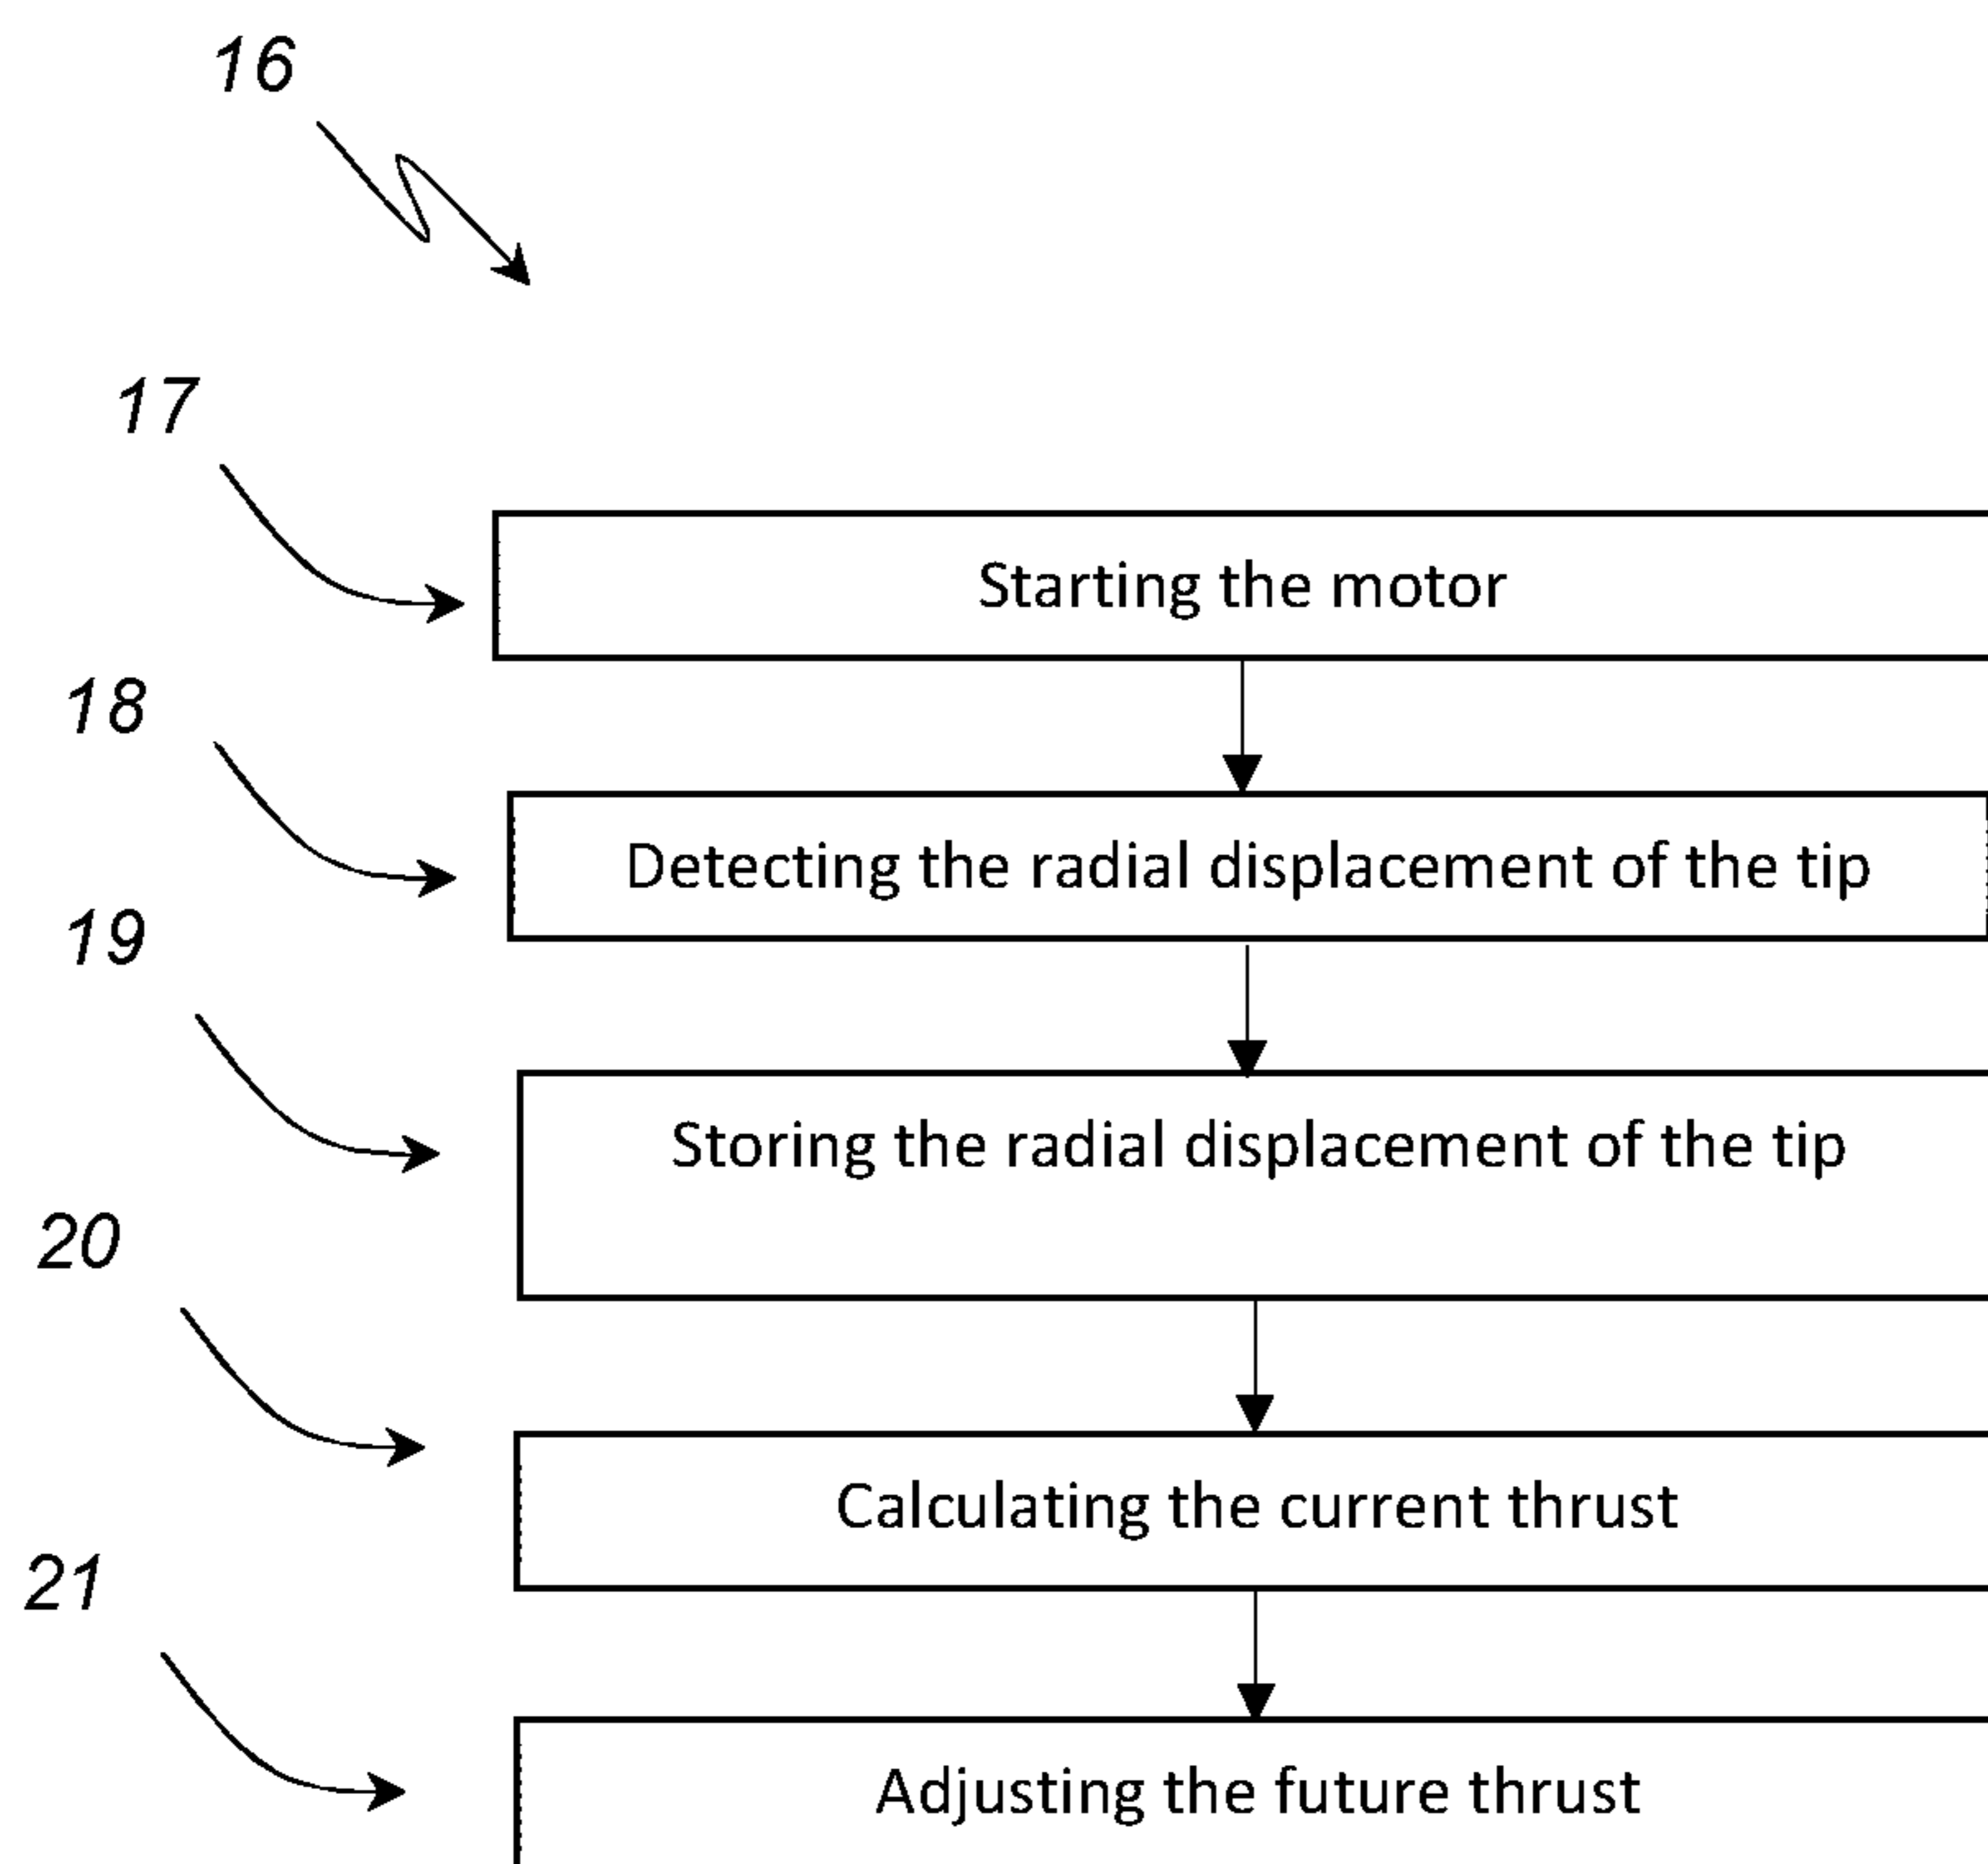 16
17
Starting the motor
18
Detecting the radial displacement of the tip
19
Storing the radial displacement of the tip
20
Calculating the current thrust
21
Adjusting the future thrust